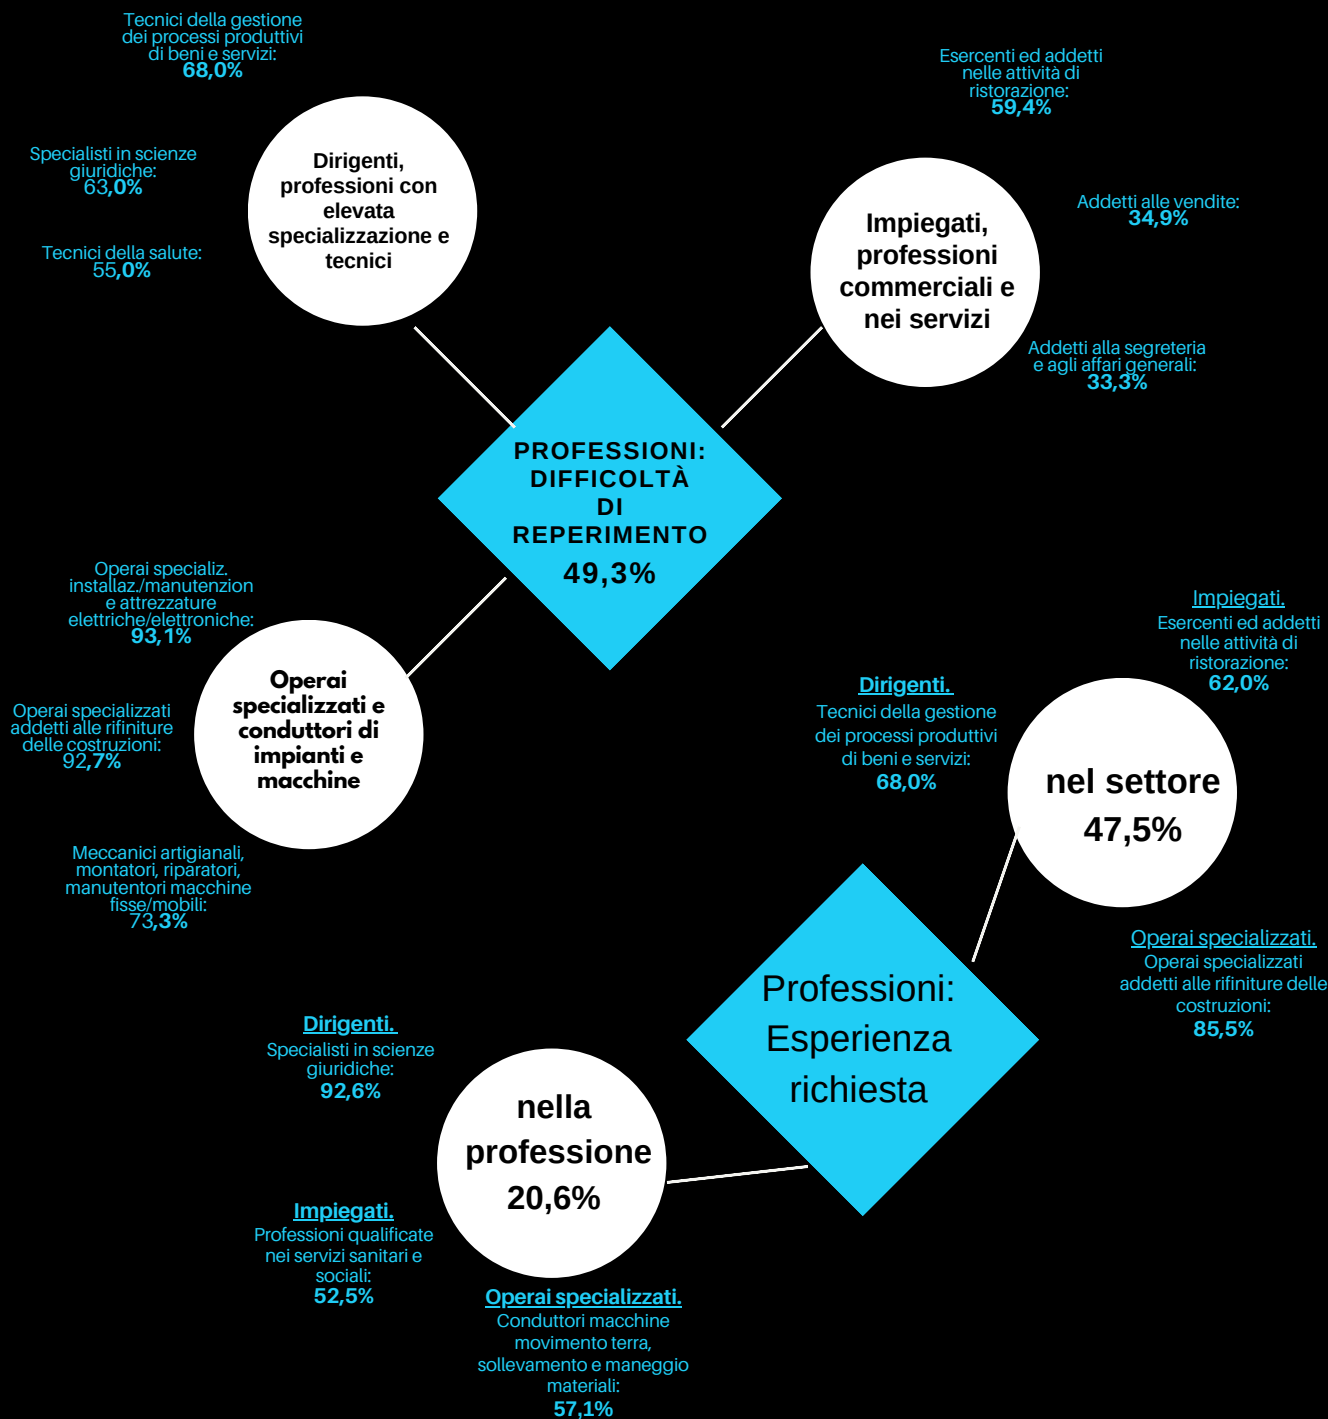 Tecnici della gestione
dei processi produttivi
di beni e servizi:
68,0%
Specialisti in scienze
giuridiche:
63,0%
Tecnici della salute:
55,0%
Dirigenti,
professioni con
elevata
specializzazione e
tecnici
Esercenti ed addetti
nelle attività di
ristorazione:
59,4%
Addetti alle vendite:
34,9%
Addetti alla segreteria
e agli affari generali:
33,3%
Impiegati,
professioni
commerciali e
nei servizi
PROFESSIONI:
DIFFICOLTÀ
DI
REPERIMENTO
49,3%
Operai specializ.
installaz./manutenzion
e attrezzature
elettriche/elettroniche:
93,1%
Operai specializzati
addetti alle rifiniture
delle costruzioni:
92,7%
Meccanici artigianali,
montatori, riparatori,
manutentori macchine
fisse/mobili:
73,3%
Operai
specializzati e
conduttori di
impianti e
macchine
Impiegati.
Esercenti ed addetti
nelle attività di
ristorazione:
62,0%
Dirigenti.
Tecnici della gestione
dei processi produttivi
di beni e servizi:
68,0%
nel settore
47,5%
Operai specializzati.
Operai specializzati
addetti alle rifiniture delle
costruzioni:
85,5%
Professioni:
Esperienza
richiesta
Dirigenti.
Specialisti in scienze
giuridiche:
92,6%
nella
professione
20,6%
Impiegati.
Professioni qualificate
nei servizi sanitari e
sociali:
52,5%
Operai specializzati.
Conduttori macchine
movimento terra,
sollevamento e maneggio
materiali:
57,1%